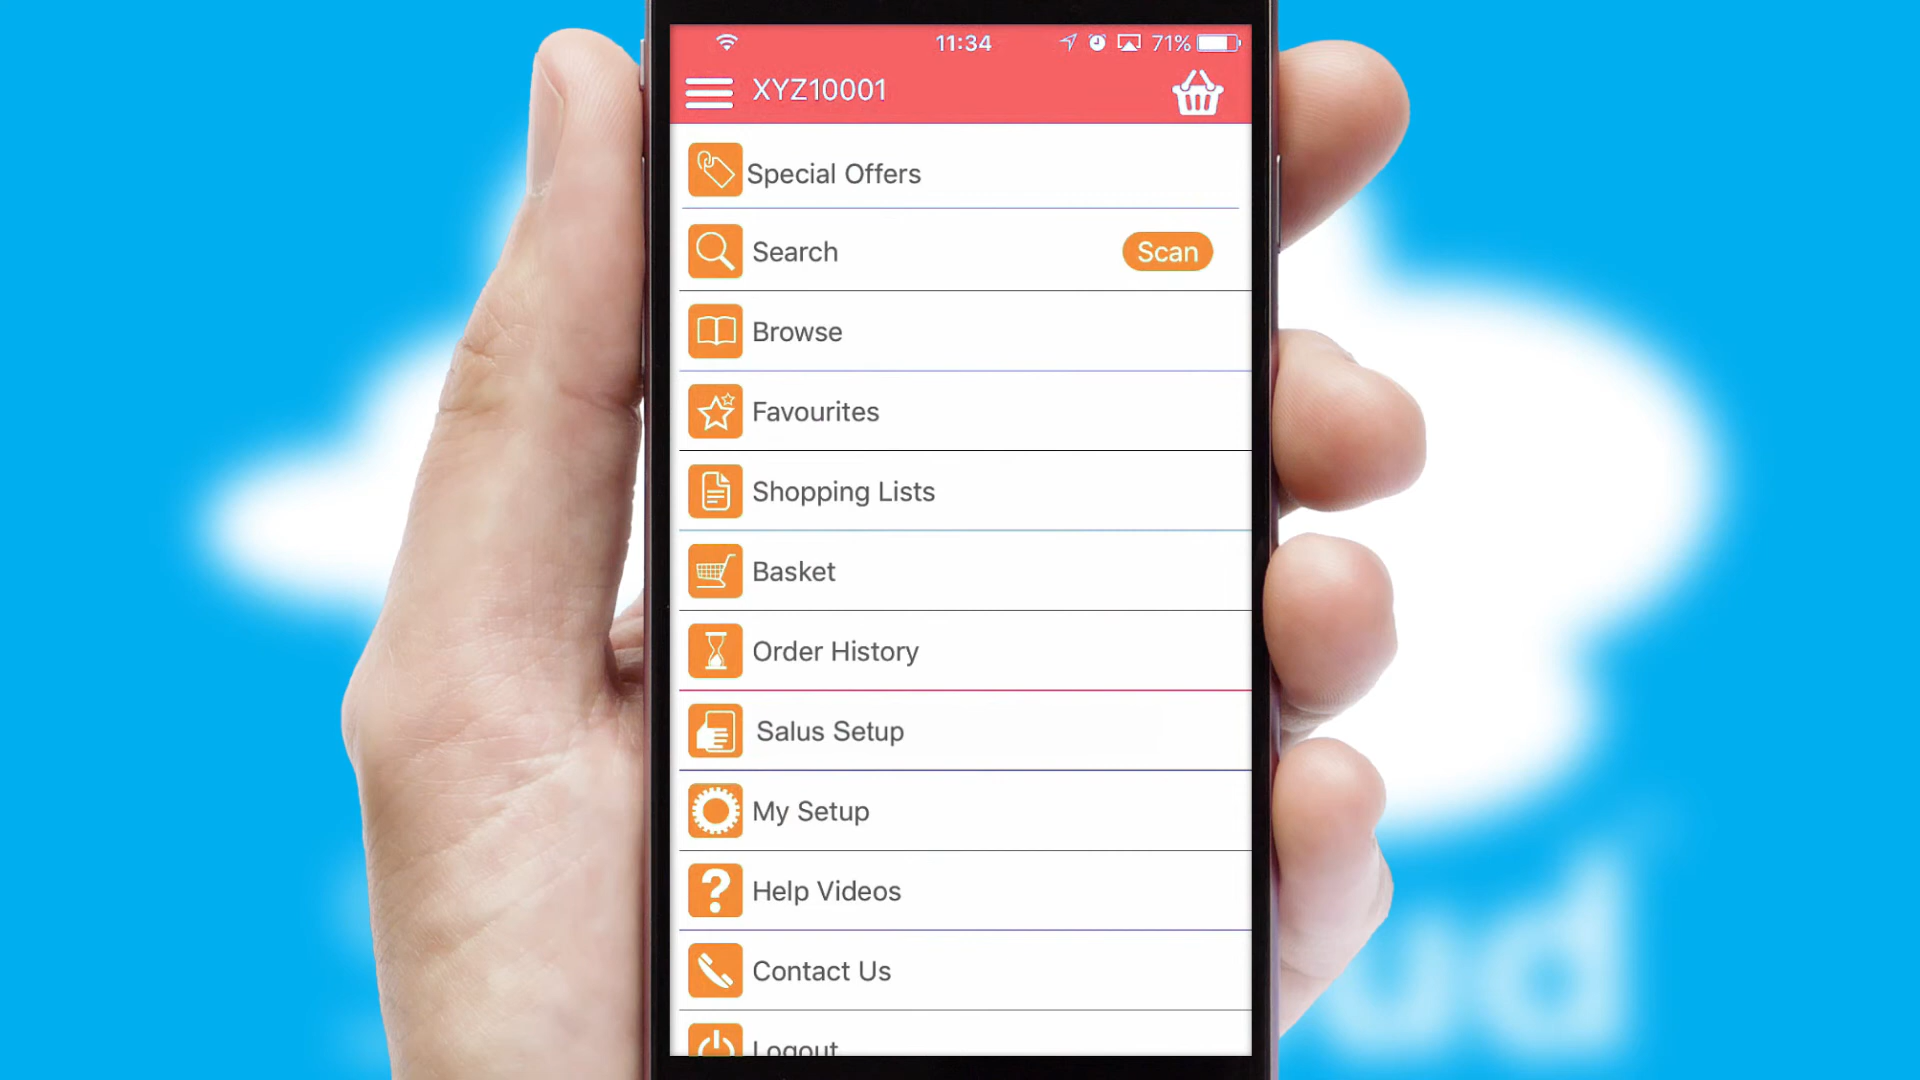 11:34 71%
XYZ10001
Special Offers
Search Scan
Browse
Favourites
Shopping Lists
Basket
Order History
Salus Setup
My Setup
Help Videos
Contact Us
Logout
ud